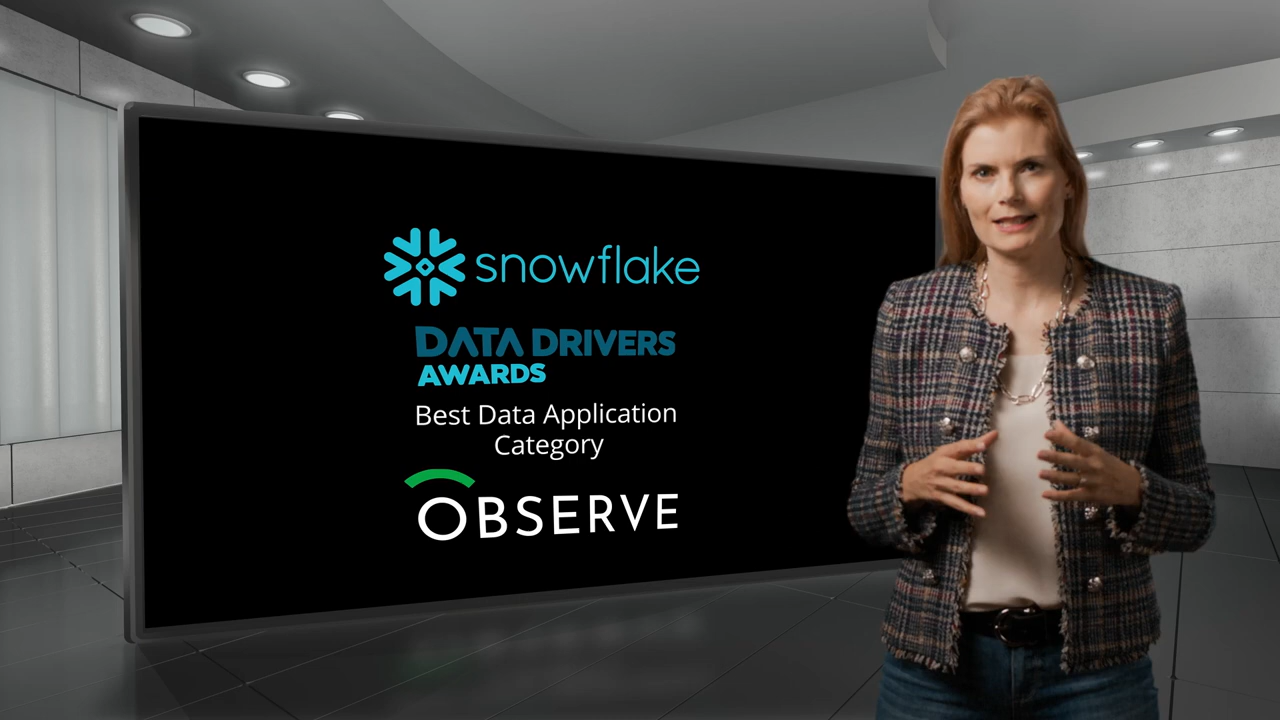 snowflake
DATA DRIVERS
AWARDS
Best Data Application
Category
OBSERVE